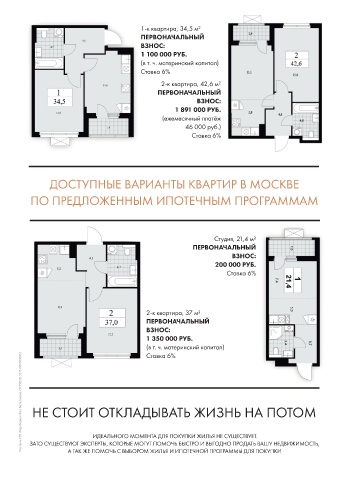 1-к квартира, 34,5 м²
ПЕРВОНАЧАЛЬНЫЙ
ВЗНОС:
1 100 000 РУБ.
(в т. ч. материнский капитал)
Ставка 6%
1
34,5
2-к квартира, 42,6 м²
ПЕРВОНАЧАЛЬНЫЙ
ВЗНОС:
1 891 000 РУБ.
(ежемесячный платёж
46 000 руб.)
Ставка 6%
2
42,6
ДОСТУПНЫЕ ВАРИАНТЫ КВАРТИР В МОСКВЕ
ПО ПРЕДЛОЖЕННЫМ ИПОТЕЧНЫМ ПРОГРАММАМ
2
37,0
2-к квартира, 37 м²
ПЕРВОНАЧАЛЬНЫЙ
ВЗНОС:
1 350 000 РУБ.
(в т. ч. материнский капитал)
Ставка 6%
Студия, 21,4 м²
ПЕРВОНАЧАЛЬНЫЙ
ВЗНОС:
200 000 РУБ.
Ставка 6%
1
21,4
НЕ СТОИТ ОТКЛАДЫВАТЬ ЖИЗНЬ НА ПОТОМ
ИДЕАЛЬНОГО МОМЕНТА ДЛЯ ПОКУПКИ ЖИЛЬЯ НЕ СУЩЕСТВУЕТ.
ЗАТО СУЩЕСТВУЮТ ЭКСПЕРТЫ, КОТОРЫЕ МОГУТ ПОМОЧЬ БЫСТРО И ВЫГОДНО ПРОДАТЬ ВАШУ НЕДВИЖИМОСТЬ,
А ТАК ЖЕ ПОМОЧЬ С ВЫБОРОМ ЖИЛЬЯ И ИПОТЕЧНОЙ ПРОГРАММЫ ДЛЯ ПОКУПКИ